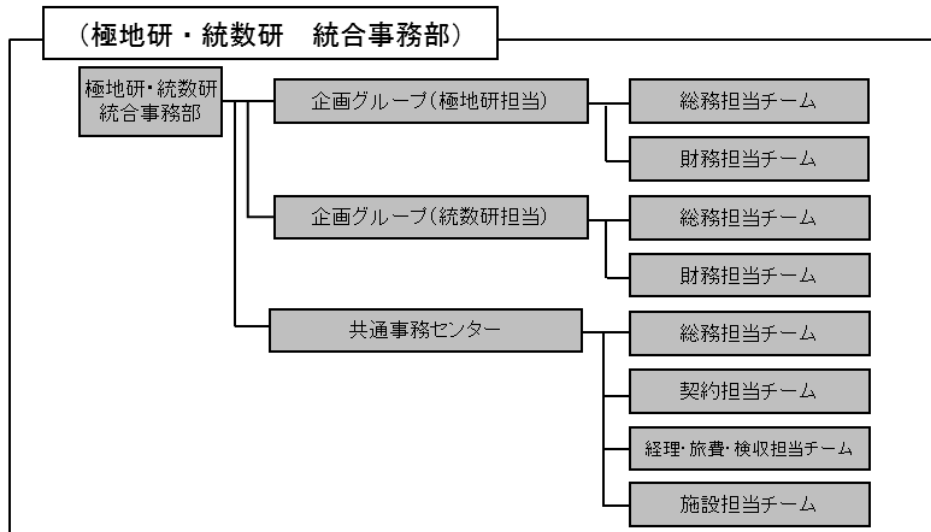 （極地研・統数研　統合事務部）
極地研・統数研
統合事務部
企画グループ（極地研担当）
総務担当チーム
財務担当チーム
企画グループ（統数研担当）
総務担当チーム
財務担当チーム
共通事務センター
総務担当チーム
契約担当チーム
経理・旅費・検収担当チーム
施設担当チーム